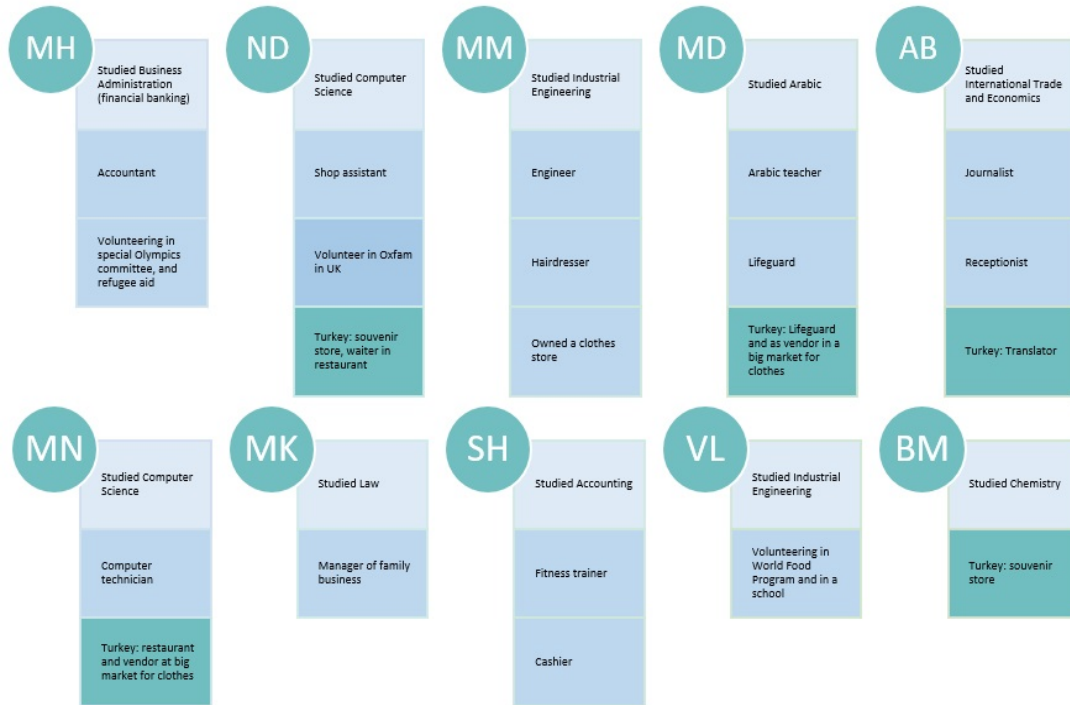 MH
Studied Business
Administration
(financial banking)
Accountant
Volunteering in
special Olympics
committee, and
refugee aid
ND
Studied Computer
Science
Shop assistant
Volunteer in Oxfam
in UK
Turkey: souvenir
store, waiter in
restaurant
MM
Studied Industrial
Engineering
Engineer
Hairdresser
Owned a clothes
store
MD
Studied Arabic
Arabic teacher
Lifeguard
Turkey: Lifeguard
and as vendor in a
big market for
clothes
AB
Studied
International Trade
and Economics
Journalist
Receptionist
Turkey: Translator
MN
Studied Computer
Science
Computer
technician
Turkey: restaurant
and vendor at big
market for clothes
MK
Studied Law
Manager of family
business
SH
Studied Accounting
Fitness trainer
Cashier
VL
Studied Industrial
Engineering
Volunteering in
World Food
Program and in a
school
BM
Studied Chemistry
Turkey: souvenir
store